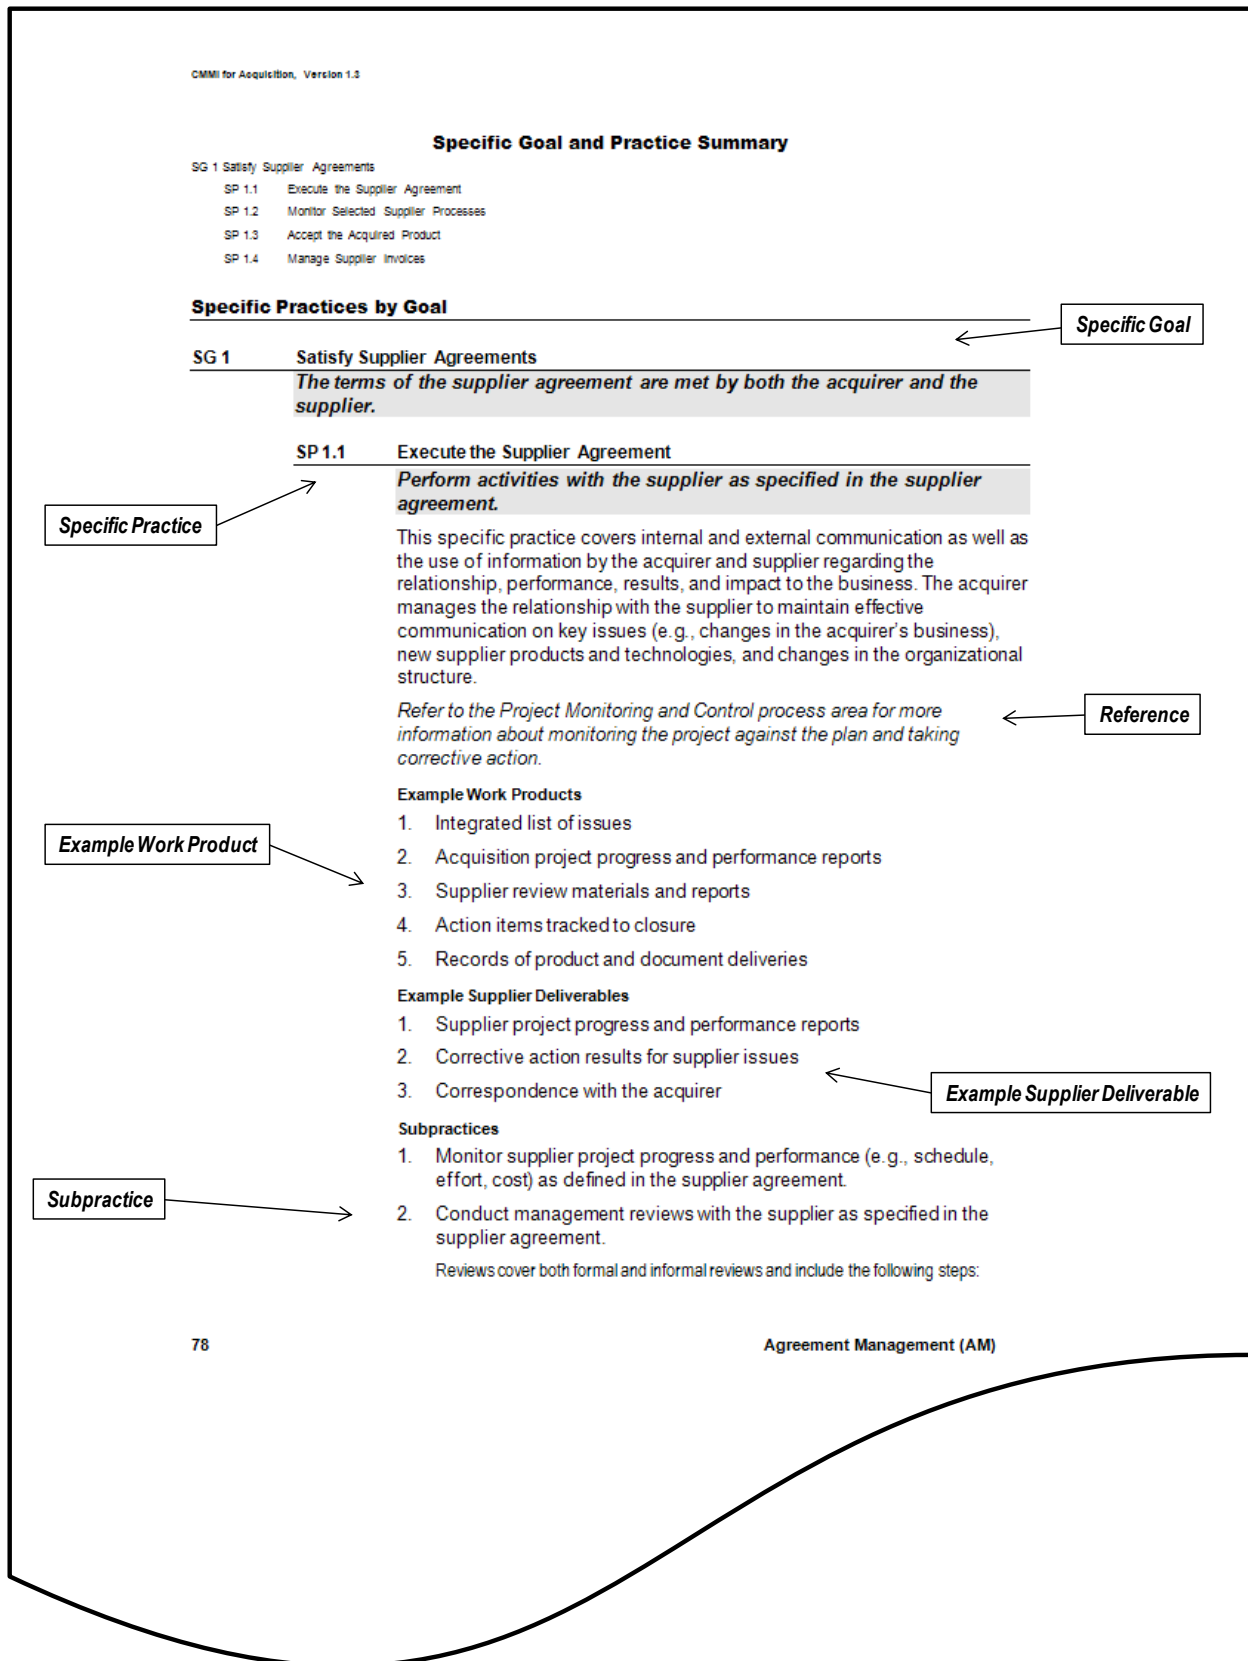 CMMI for Acquisition, Version 1.3
Specific Goal and Practice Summary
SG 1 Satisfy Supplier Agreements
SP 1.1 Execute the Supplier Agreement
SP 1.2 Monitor Selected Supplier Processes
SP 1.3 Accept the Acquired Product
SP 1.4 Manage Supplier Invoices
Specific Practices by Goal
Specific Goal
SG 1 Satisfy Supplier Agreements
The terms of the supplier agreement are met by both the acquirer and the
supplier.
SP 1.1 Execute the Supplier Agreement
Perform activities with the supplier as specified in the supplier
agreement.
Specific Practice
This specific practice covers internal and external communication as well as
the use of information by the acquirer and supplier regarding the
relationship, performance, results, and impact to the business. The acquirer
manages the relationship with the supplier to maintain effective
communication on key issues (e.g., changes in the acquirer's business),
new supplier products and technologies, and changes in the organizational
structure.
Refer to the Project Monitoring and Control process area for more
information about monitoring the project against the plan and taking
corrective action.
Reference
Example Work Products
1. Integrated list of issues
Example Work Product
2. Acquisition project progress and performance reports
3. Supplier review materials and reports
4. Action items tracked to closure
5. Records of product and document deliveries
Example Supplier Deliverables
1. Supplier project progress and performance reports
2. Corrective action results for supplier issues
3. Correspondence with the acquirer
Example Supplier Deliverable
Subpractices
1. Monitor supplier project progress and performance (e.g., schedule,
effort, cost) as defined in the supplier agreement.
Subpractice
2. Conduct management reviews with the supplier as specified in the
supplier agreement.
Reviews cover both formal and informal reviews and include the following steps:
78 Agreement Management (AM)